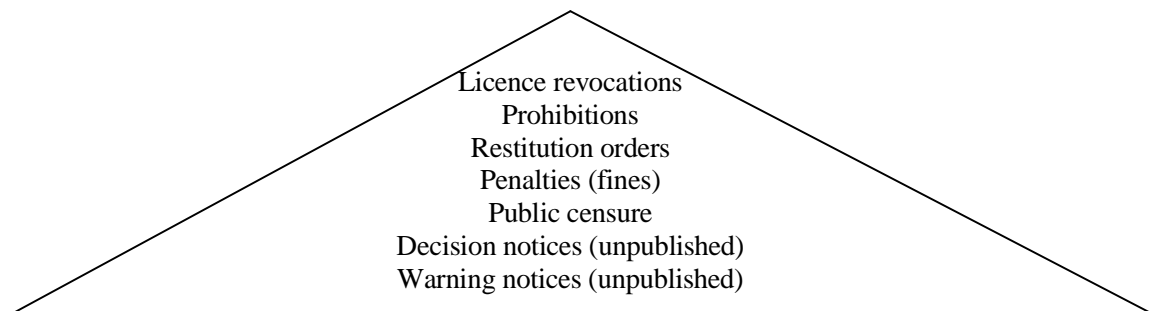 Licence revocations
Prohibitions
Restitution orders
Penalties (fines)
Public censure
Decision notices (unpublished)
Warning notices (unpublished)